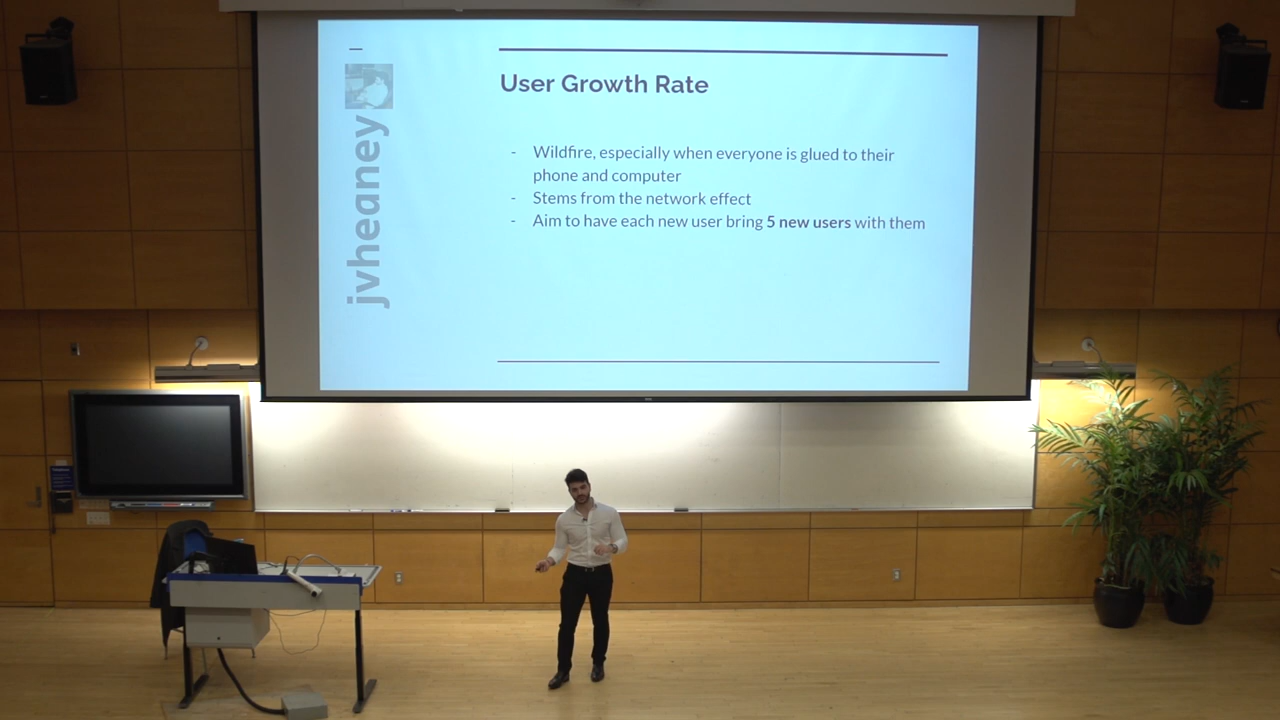 jvheaney
User Growth Rate
- Wildfire, especially when everyone is glued to their
phone and computer
- Stems from the network effect
- Aim to have each new user bring 5 new users with them